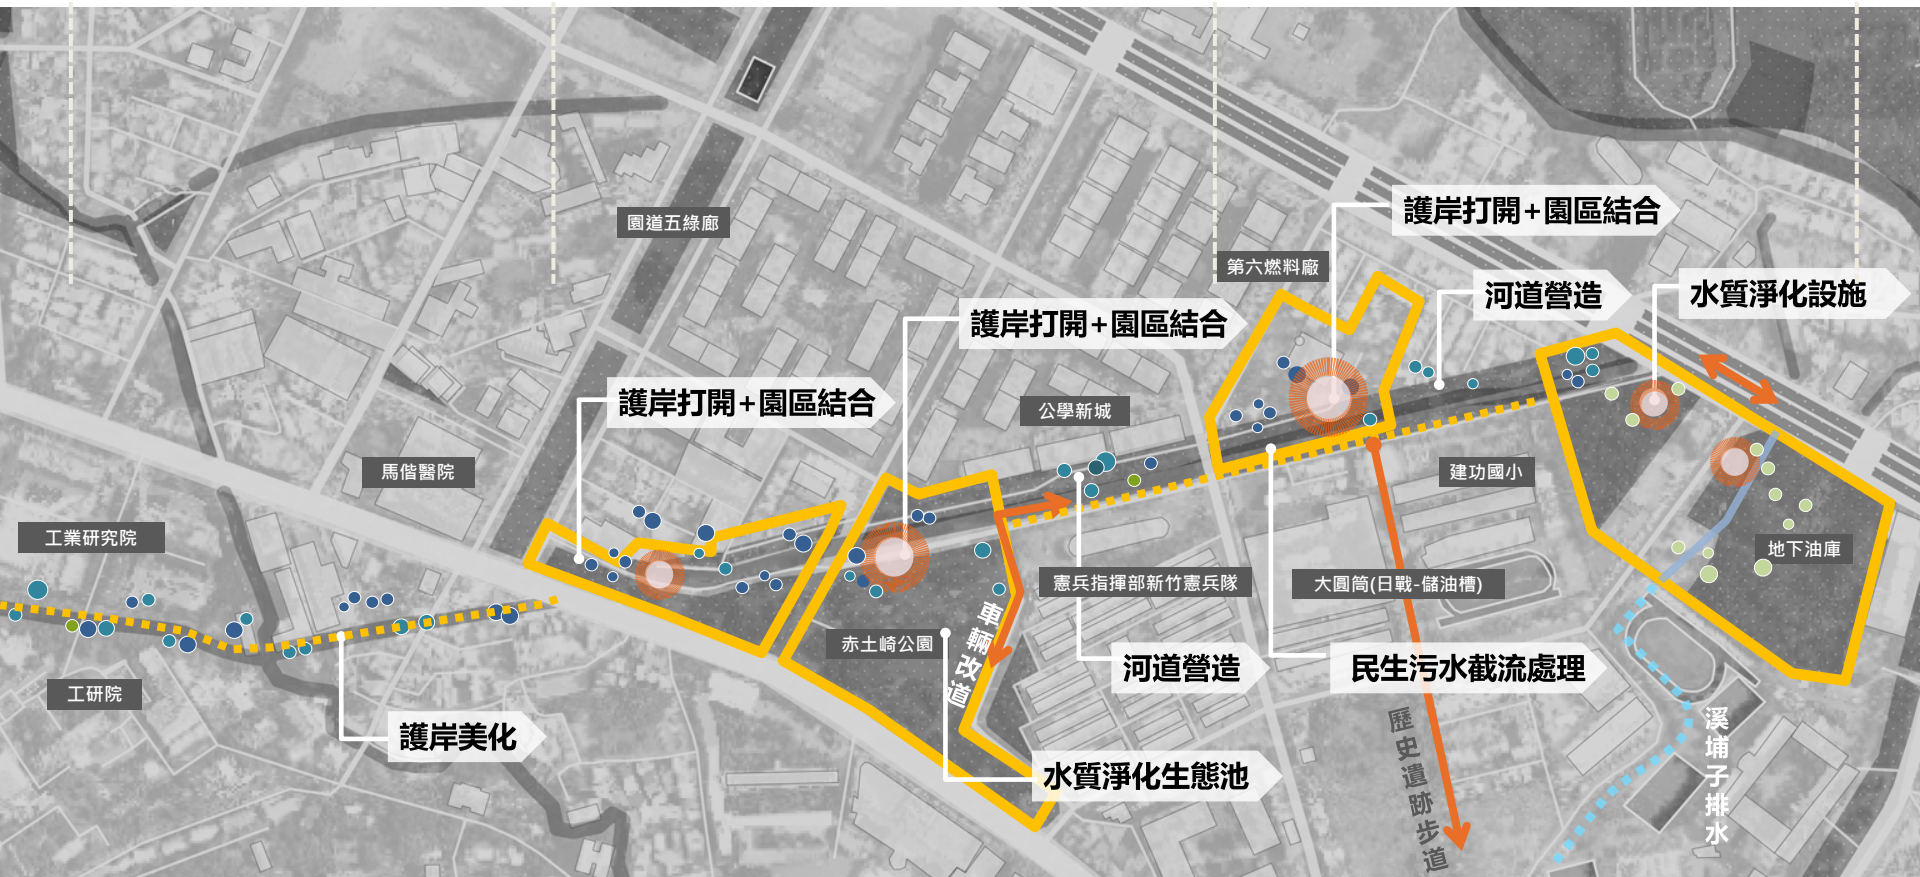 護岸打開+園區結合
園道五綠廊
第六燃料廠
河道營造
水質淨化設施
護岸打開+園區結合
護岸打開+園區結合
公學新城
馬偕醫院
建功國小
工業研究院
地下油庫
憲兵指揮部新竹憲兵隊
大圓筒(日戰-儲油槽)
車輛改道
赤土崎公園
河道營造
民生污水截流處理
工研院
護岸美化
歷史遺跡步道
溪埔子排水
水質淨化生態池